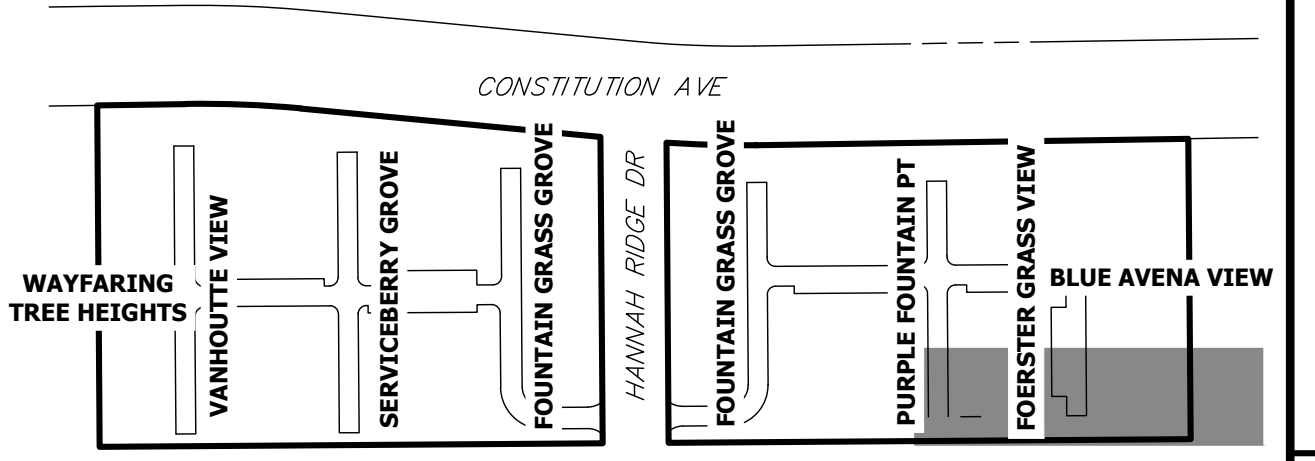 CONSTITUTION AVE
WAYFARING
TREE HEIGHTS
VANHOUTTE VIEW
SERVICEBERRY GROVE
FOUNTAIN GRASS GROVE
HANNAH RIDGE DR
FOUNTAIN GRASS GROVE
PURPLE FOUNTAIN PT
FOERSTER GRASS VIEW
BLUE AVENA VIEW